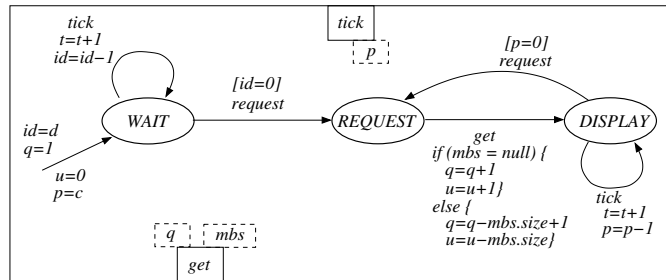 tick
p
tick
t=t+1
id=id-1
[id=0]
request
[p=0]
request
WAIT
REQUEST
DISPLAY
id=d
q=1
u=0
p=c
get
if (mbs = null) {
q=q+1
u=u+1}
else {
q=q-mbs.size+1
u=u-mbs.size}
tick
t=t+1
p=p-1
q
mbs
get